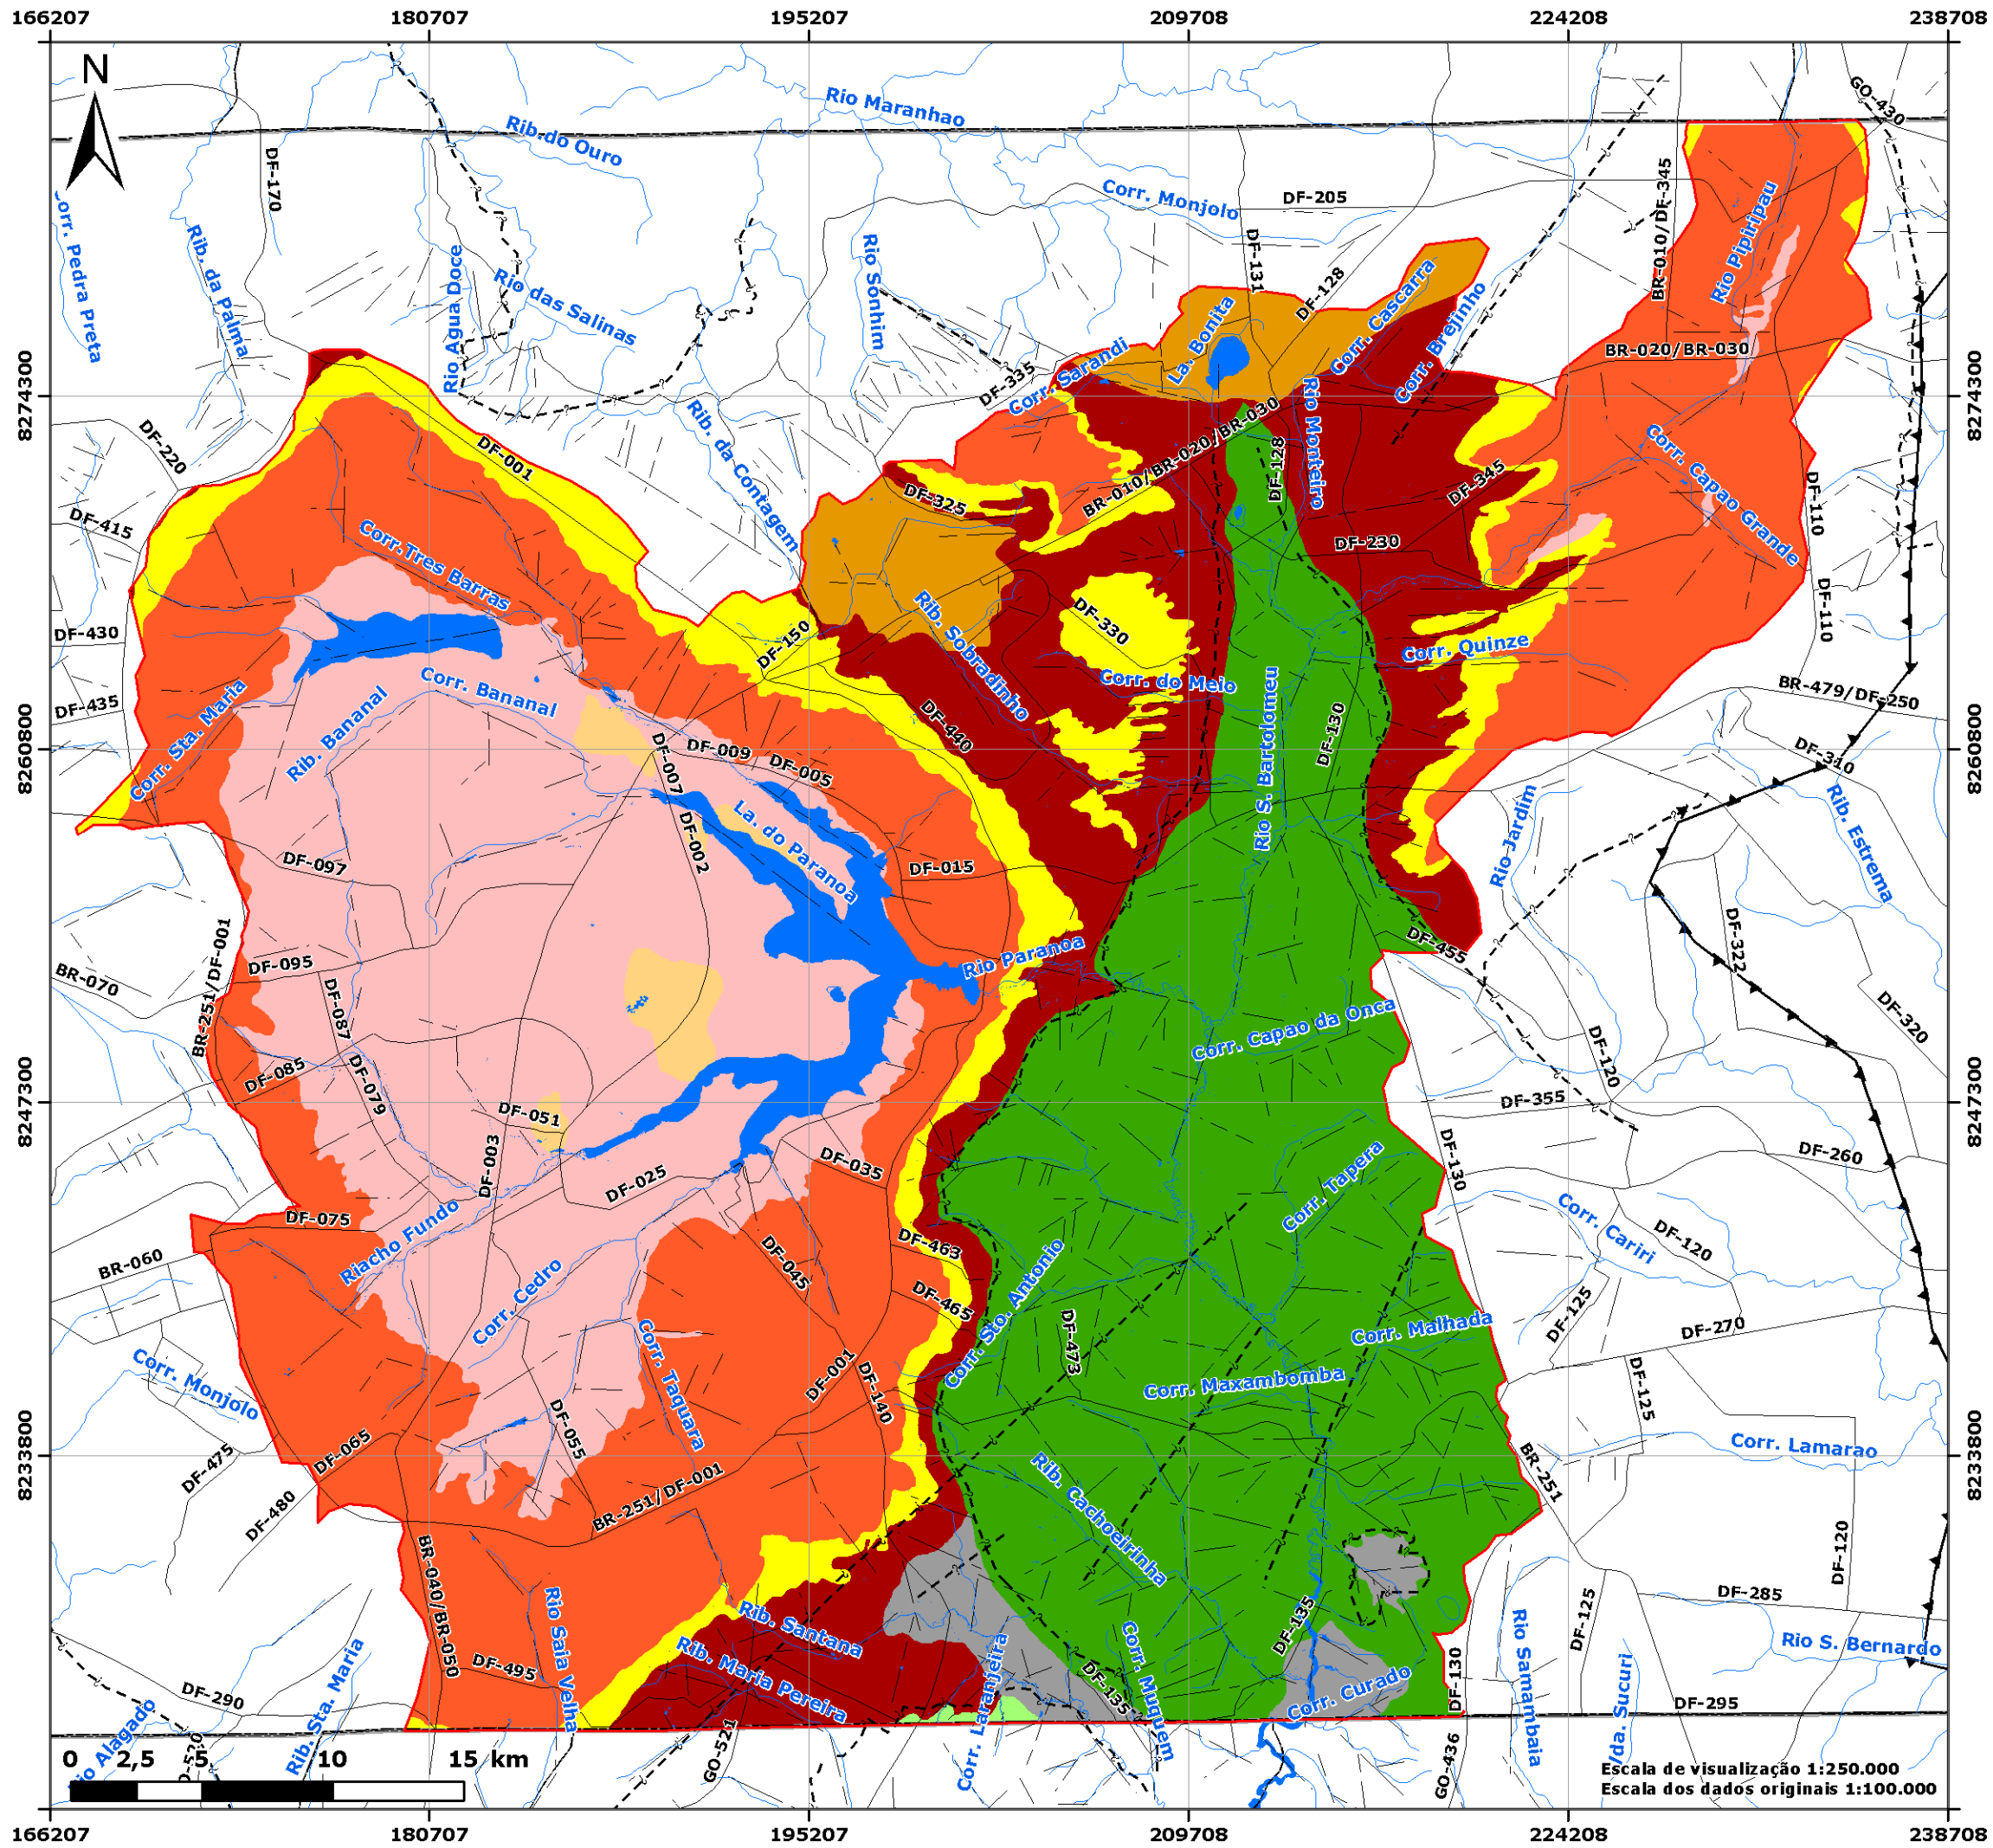 166207 180707 195207 209708 224208 238708
N
GO-430
Rio Maranhao
Rib.do Ouro
DF-170
Corr. Monjolo
DF-205
BR-010/DF-345
Rio Pipiripau
Corr. Pedra Preta
Rib. da Palma
Rio Agua Doce
Rio das Salinas
Rio Sonhim
DF-131
DF-128
Corr. Cascarra
Corr. Brejinho
La. Bonita
8274300
DF-335
Corr. Sarandi
BR-020/BR-030
8274300
DF-220
DF-001
Rib. da Contagem
DF-325
BR-010/BR-020/BR-030
DF-128
Rio Monteiro
DF-345
Corr. Capao Grande
DF-110
DF-415
Corr.Tres Barras
DF-230
DF-430
DF-150
Rib. Sobradinho
DF-330
Corr. Quinze
DF-110
DF-435
Corr. Sta. Maria
Rib. Bananal
Corr. Bananal
Corr. do Meio
BR-479/DF-250
8260800
DF-440
DF-007
DF-009
DF-005
Rio S. Bartolomeu
DF-130
DF-310
8260800
La. do Paranoa
DF-002
DF-097
DF-015
Rio Jardim
Rib. Estrema
BR-251/DF-001
DF-095
BR-070
DF-087
Rio Paranoa
DF-455
DF-322
DF-320
Corr. Capao da Onca
DF-085
DF-079
DF-120
8247300
DF-051
DF-355
8247300
DF-003
DF-025
DF-035
Corr. Tapera
DF-130
DF-260
DF-075
Riacho Fundo
Corr. Cariri
DF-120
BR-060
DF-045
DF-463
DF-465
Corr. Sto. Antonio
Corr. Cedro
DF-125
DF-270
Corr. Monjolo
Corr. Taquara
DF-473
Corr. Malhada
DF-001
DF-140
Corr. Maxambomba
DF-125
8233800
DF-475
DF-065
DF-055
Corr. Lamarao
8233800
DF-480
BR-251/DF-001
Rib. Cachoeirinha
BR-251
BR-040/BR-050
DF-120
DF-285
Rio Saia Velha
Rib. Santana
DF-135
DF-125
Rib. Maria Pereira
DF-495
Rio S. Bernardo
Rib. Sta. Maria
DF-290
Corr. Laranjeira
DF-135
Corr. Muquem
Corr. Curado
DF-130
Rio Samambaia
Vda. Sucuri
DF-295
Rio Alagado
GO-521
GO-436
0 2,5 5 10 15 km
Escala de visualização 1:250.000
Escala dos dados originais 1:100.000
166207 180707 195207 209708 224208 238708